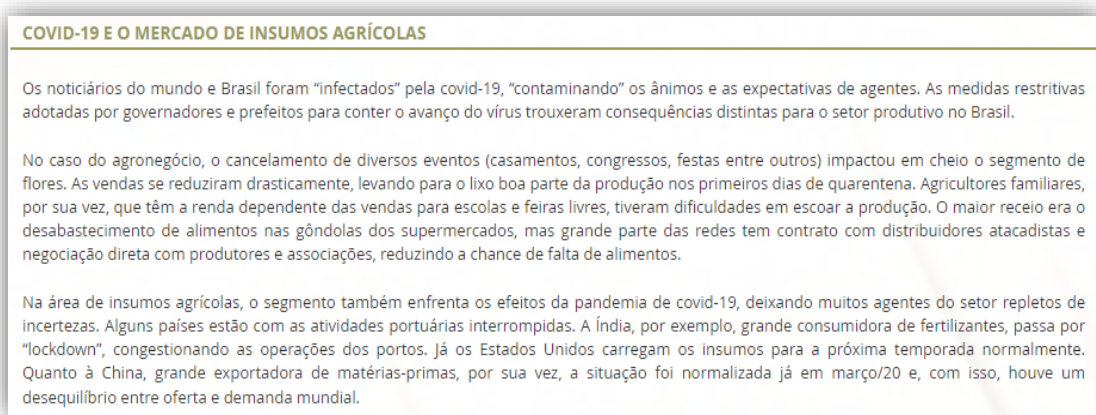 COVID-19 E O MERCADO DE INSUMOS AGRÍCOLAS
Os noticiários do mundo e Brasil foram “infectados” pela covid-19, “contaminando” os ânimos e as expectativas de agentes. As medidas restritivas
adotadas por governadores e prefeitos para conter o avanço do vírus trouxeram consequências distintas para o setor produtivo no Brasil.
No caso do agronegócio, o cancelamento de diversos eventos (casamentos, congressos, festas entre outros) impactou em cheio o segmento de
flores. As vendas se reduziram drasticamente, levando para o lixo boa parte da produção nos primeiros dias de quarentena. Agricultores familiares,
por sua vez, que têm a renda dependente das vendas para escolas e feiras livres, tiveram dificuldades em escoar a produção. O maior receio era o
desabastecimento de alimentos nas gôndolas dos supermercados, mas grande parte das redes tem contrato com distribuidores atacadistas e
negociação direta com produtores e associações, reduzindo a chance de falta de alimentos.
Na área de insumos agrícolas, o segmento também enfrenta os efeitos da pandemia de covid-19, deixando muitos agentes do setor repletos de
incertezas. Alguns países estão com as atividades portuárias interrompidas. A Índia, por exemplo, grande consumidora de fertilizantes, passa por
“lockdown”, congestionando as operações dos portos. Já os Estados Unidos carregam os insumos para a próxima temporada normalmente.
Quanto à China, grande exportadora de matérias-primas, por sua vez, a situação foi normalizada já em março/20 e, com isso, houve um
desequilíbrio entre oferta e demanda mundial.